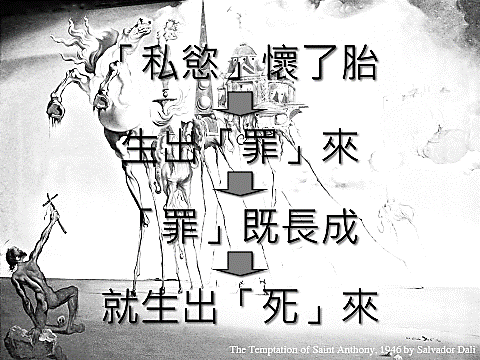 「私慾」懷了胎
生出「罪」來
「罪」既長成
就生出「死」來
The Temptation of Saint Anthony, 1946 by Salvador Dali